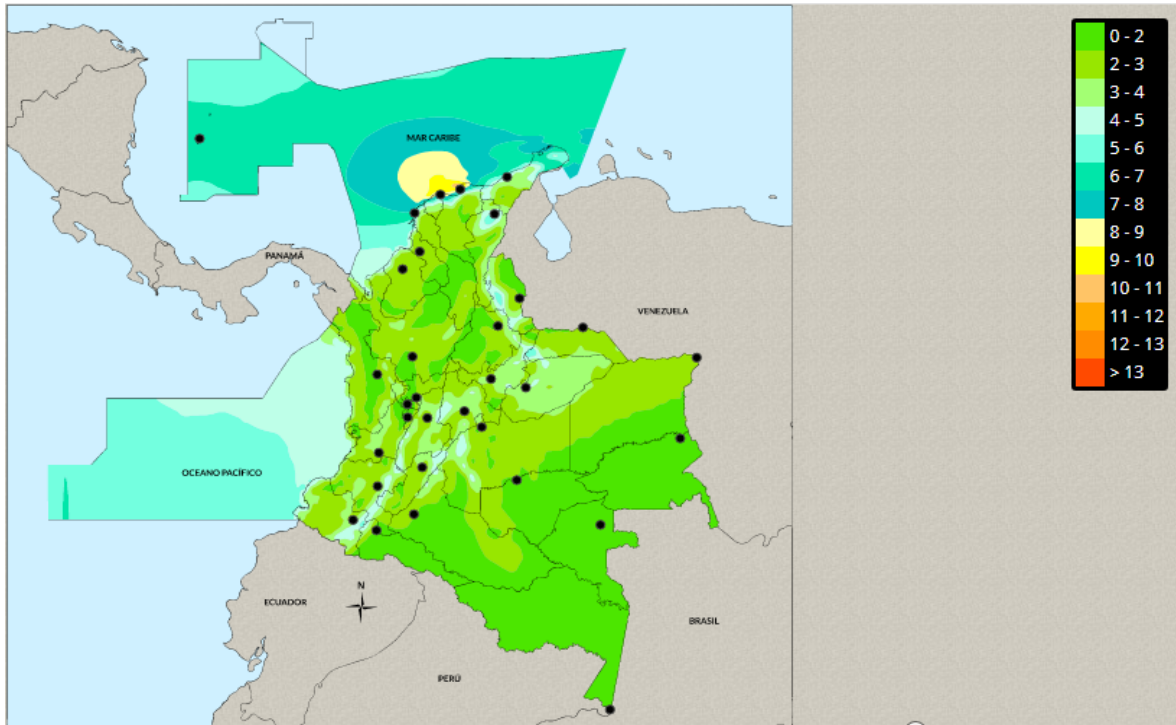 MAR CARIBE
PANAMÁ
VENEZUELA
OCEANO PACÍFICO
N
ECUADOR
BRASIL
PERÚ
0 - 2
2 - 3
3 - 4
4 - 5
5 - 6
6 - 7
7 - 8
8 - 9
9 - 10
10 - 11
11 - 12
12 - 13
> 13